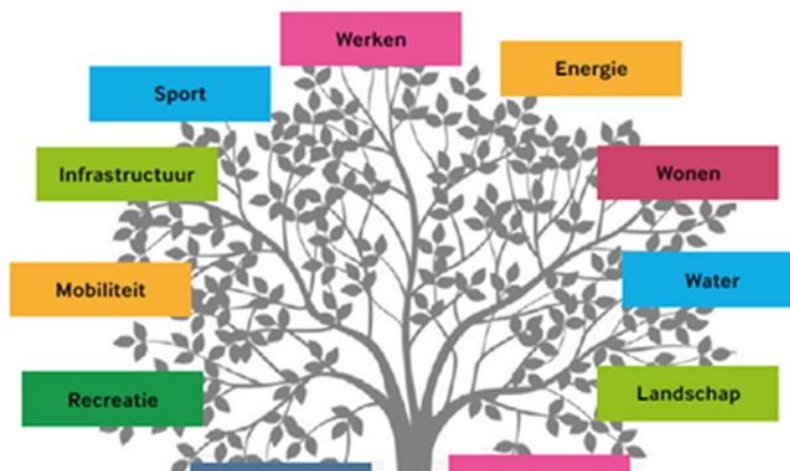 Werken
Energie
Sport
Infrastructuur
Wonen
Mobiliteit
Water
Recreatie
Landschap